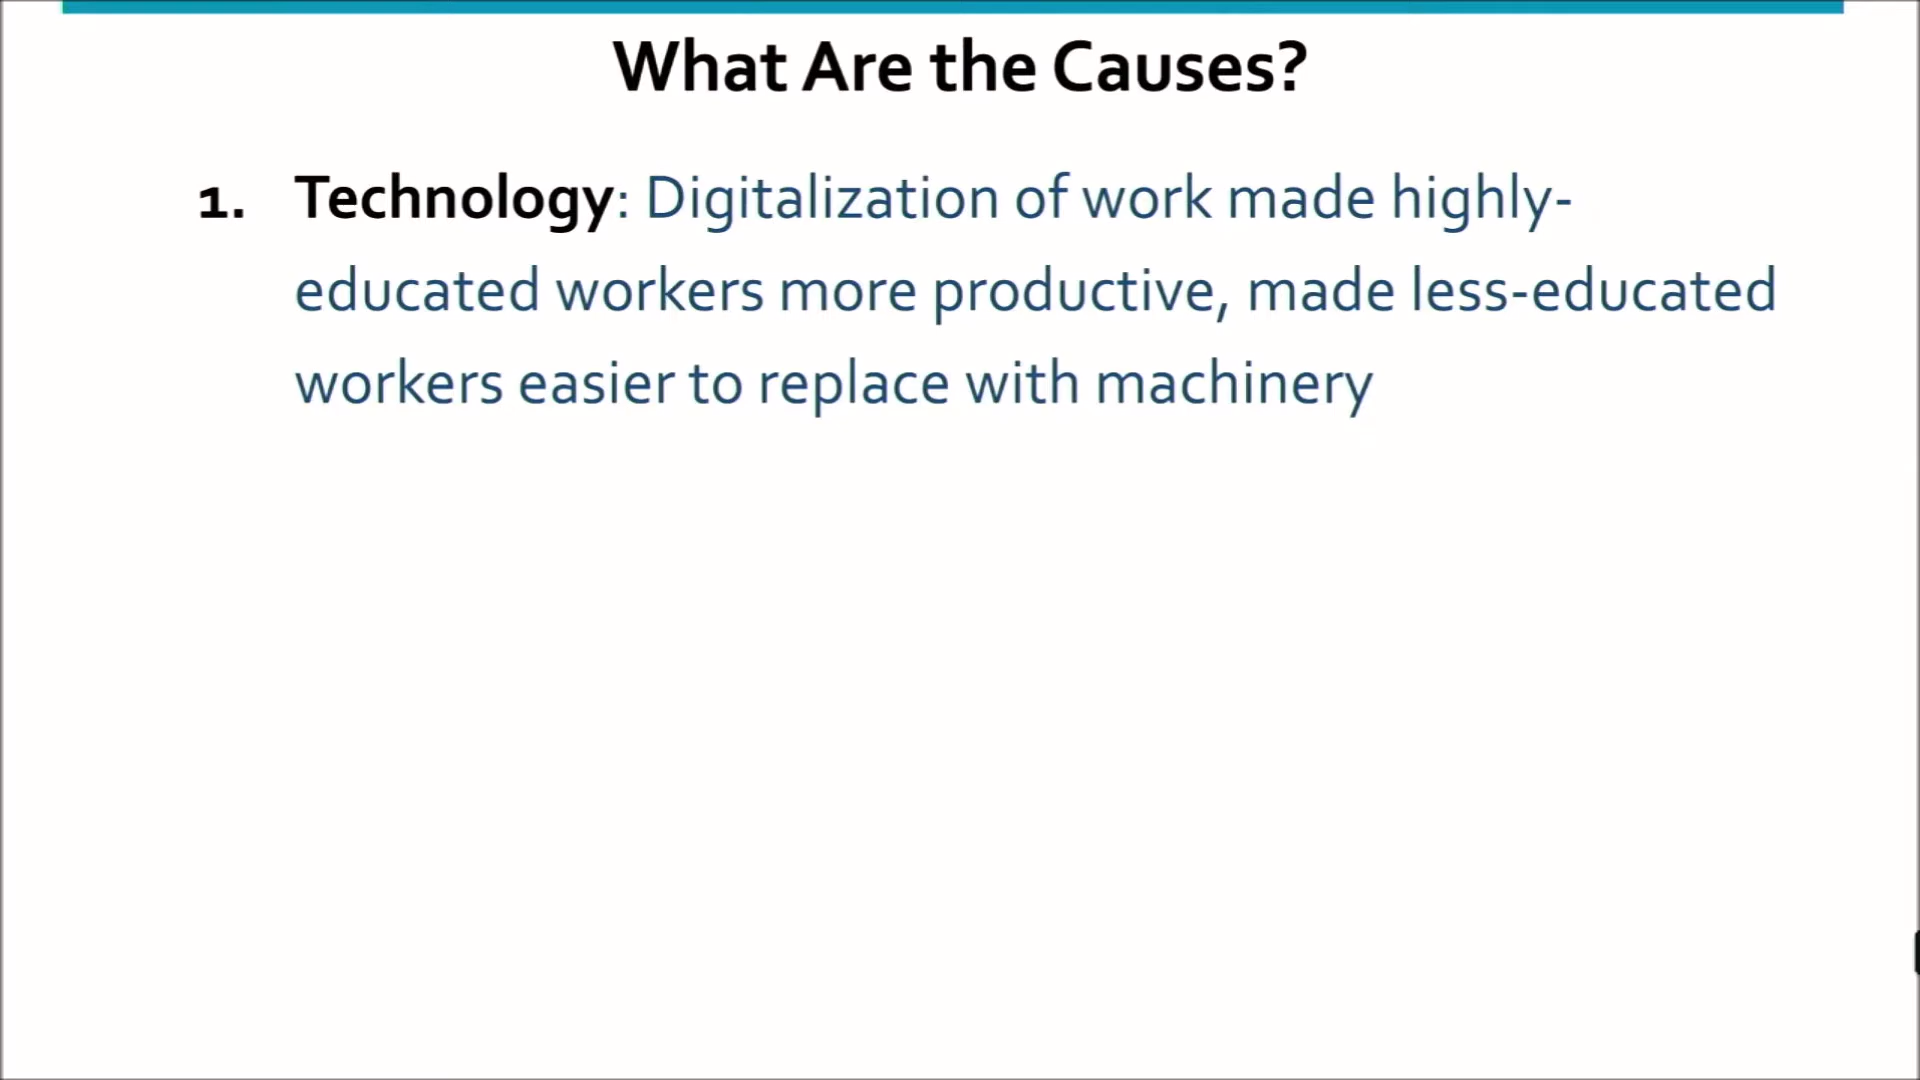 What Are the Causes?
1. Technology: Digitalization of work made highly-
educated workers more productive, made less-educated
workers easier to replace with machinery